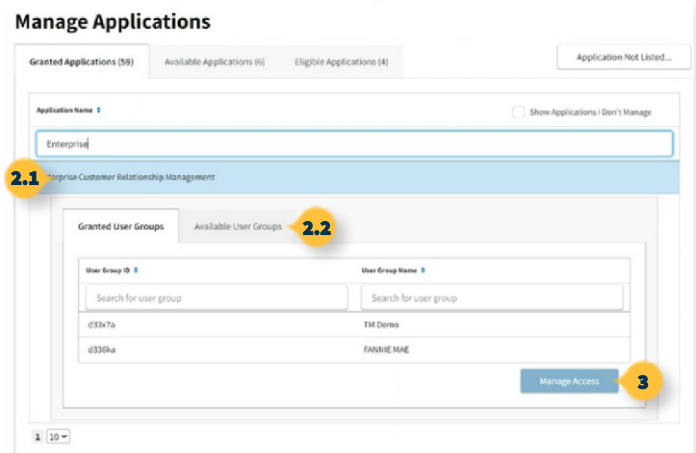 Manage Applications
Granted Applications (59) Available Applications (6) Eligible Applications (4) Application Not Listed...
Application Name Show Applications I Don't Manage
Enterprise
2.1 erprise Customer Relationship Management
Granted User Groups Available User Groups 2.2
User Group ID User Group Name
Search for user group Search for user group
d33x7a TM Demo
d336ka FANNIE MAE
Manage Access 3
1 10